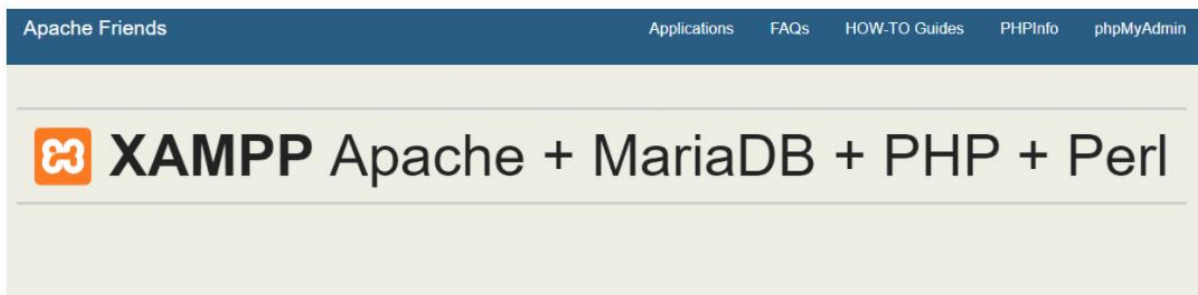 Apache Friends Applications FAQs HOW-TO Guides PHPInfo phpMyAdmin
XAMPP Apache + MariaDB + PHP + Perl